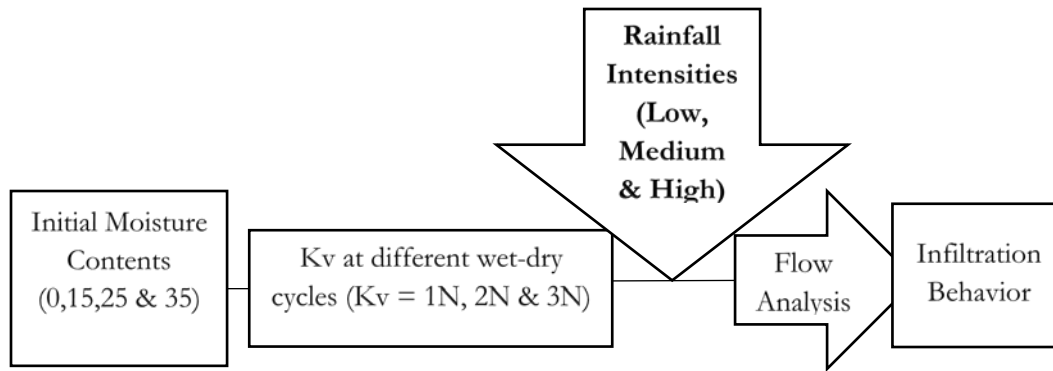 Rainfall
Intensities
(Low,
Medium
& High)
Initial Moisture
Contents
(0,15,25 & 35)
Kv at different wet-dry
cycles (Kv = 1N, 2N & 3N)
Flow
Analysis
Infiltration
Behavior